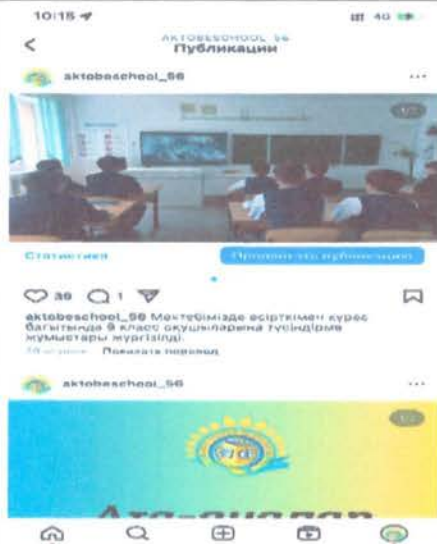 10:15
4G
AKTOBESCHOOL_56
Публикации
aktobeschool_56
Статистика
Продвигать публикацию
39 1
aktobeschool_56 Мектебімізде есірткімен күрес
бағытында 9 класс оқушыларына түсіндірме
жұмыстары жүргізілді.
Показать перевод
aktobeschool_56
Ата-аналар